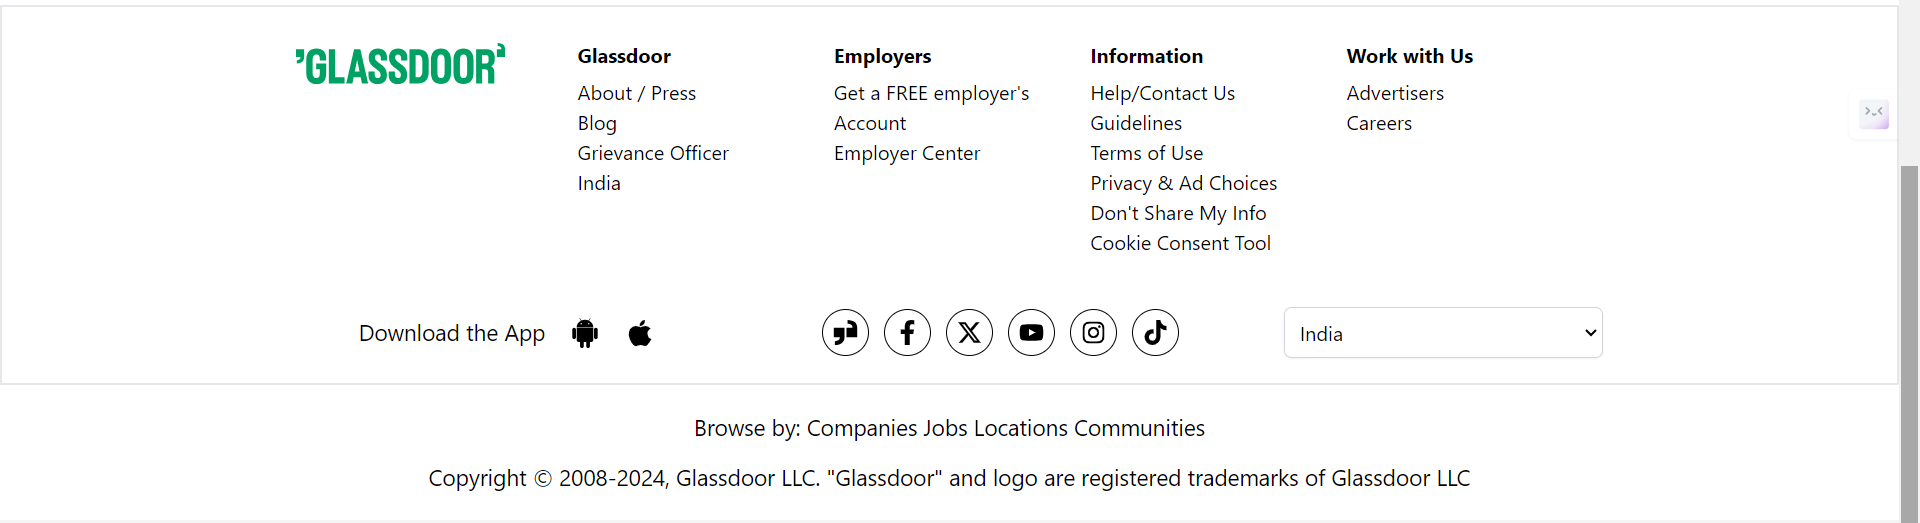 GLASSDOOR
Glassdoor
About / Press
Blog
Grievance Officer
India
Employers
Get a FREE employer's
Account
Employer Center
Information
Help/Contact Us
Guidelines
Terms of Use
Privacy & Ad Choices
Don't Share My Info
Cookie Consent Tool
Work with Us
Advertisers
Careers
Download the App
India
Browse by: Companies Jobs Locations Communities
Copyright © 2008-2024, Glassdoor LLC. "Glassdoor" and logo are registered trademarks of Glassdoor LLC